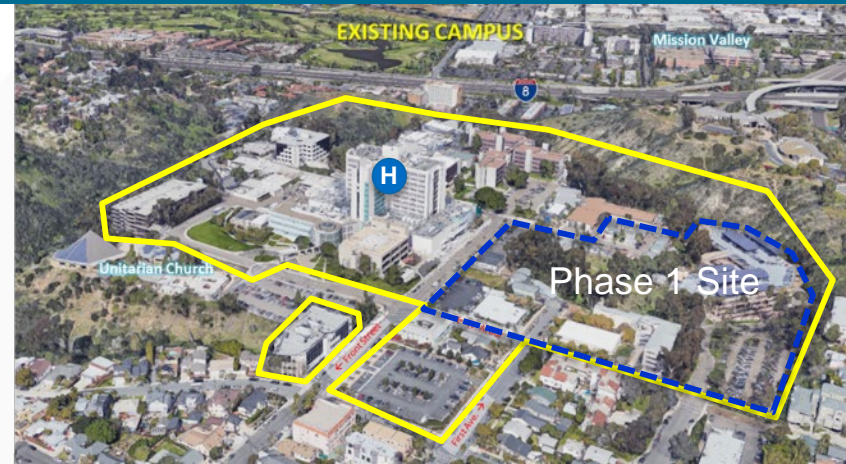 EXISTING CAMPUS
Mission Valley
8
H
Unitarian Church
Phase 1 Site
← Front Street
First Ave →